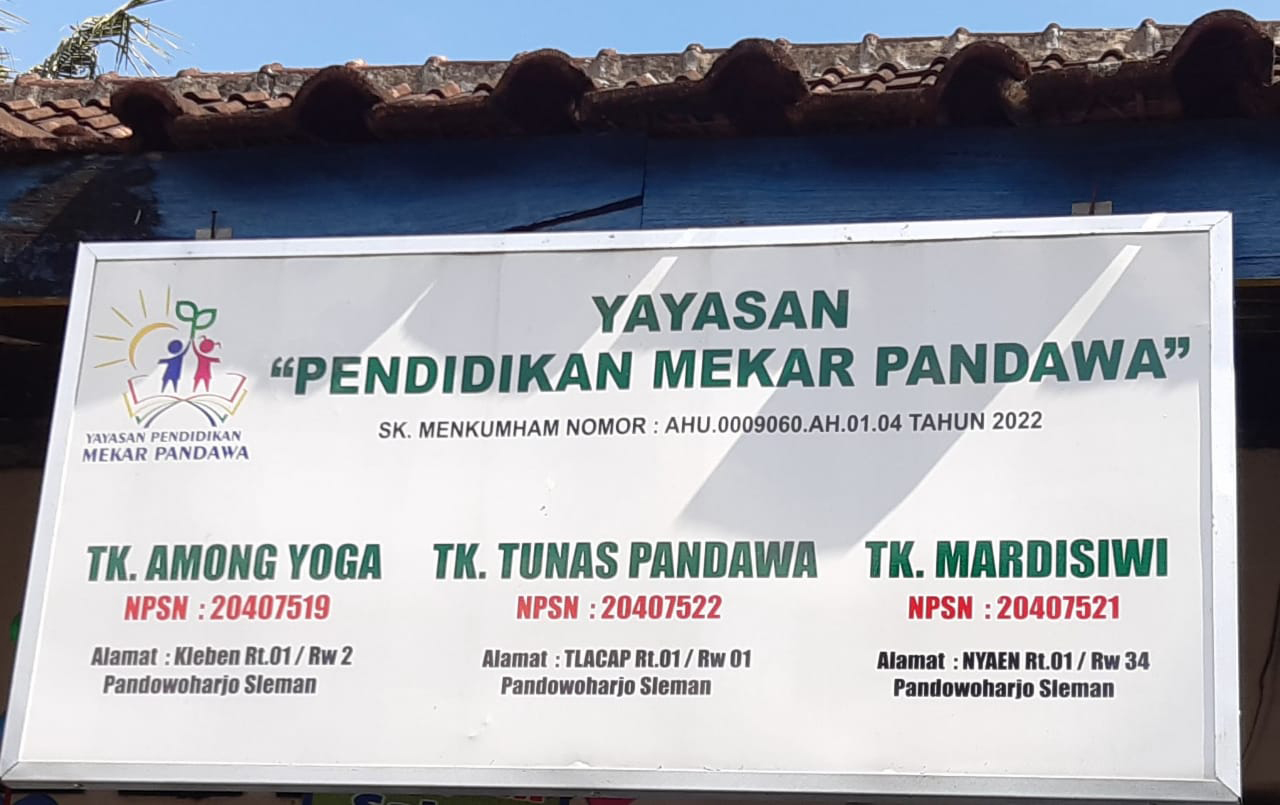 YAYASAN
“PENDIDIKAN MEKAR PANDAWA”
SK. MENKUMHAM NOMOR : AHU.0009060.AH.01.04 TAHUN 2022
YAYASAN PENDIDIKAN
MEKAR PANDAWA
TK. AMONG YOGA
NPSN : 20407519
Alamat : Kleben Rt.01 / Rw 2
Pandowoharjo Sleman
TK. TUNAS PANDAWA
NPSN : 20407522
Alamat : TLACAP Rt.01 / Rw 01
Pandowoharjo Sleman
TK. MARDISIWI
NPSN : 20407521
Alamat : NYAEN Rt.01 / Rw 34
Pandowoharjo Sleman